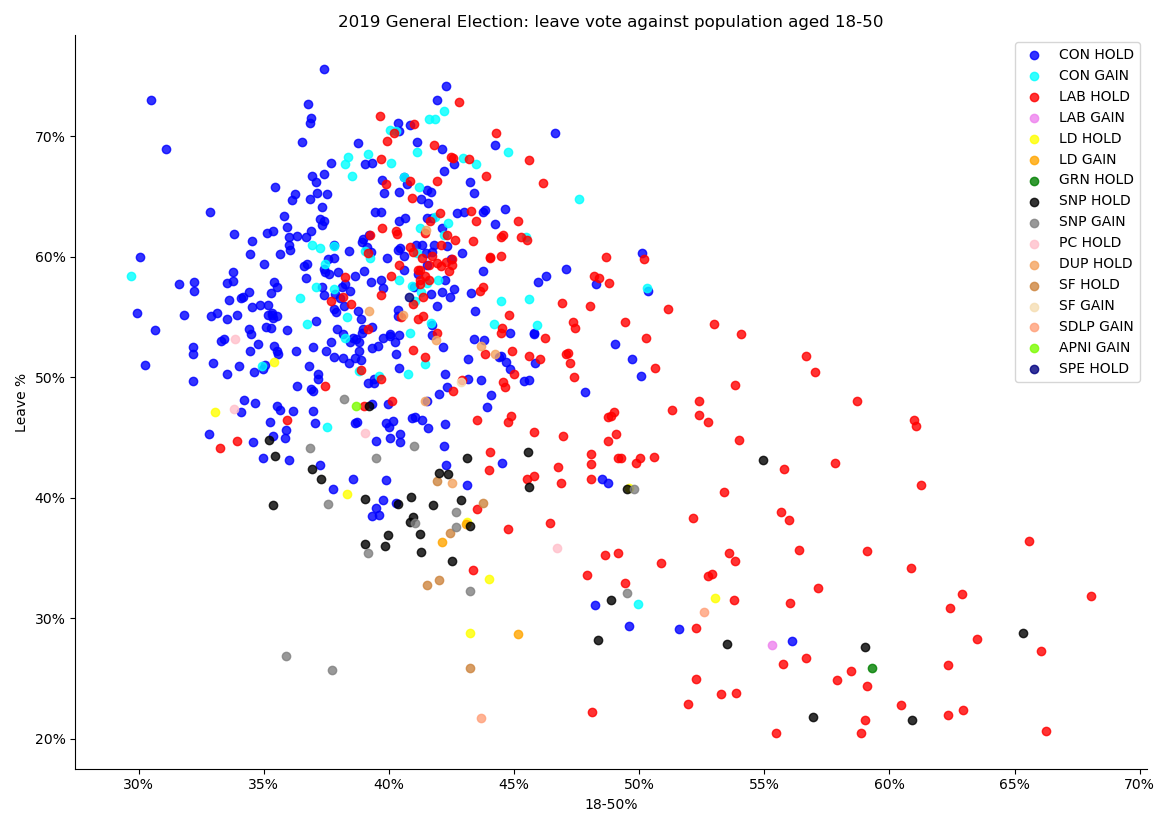 2019 General Election: leave vote against population aged 18-50
CON HOLD
CON GAIN
LAB HOLD
LAB GAIN
LD HOLD
LD GAIN
GRN HOLD
SNP HOLD
SNP GAIN
PC HOLD
DUP HOLD
SF HOLD
SF GAIN
SDLP GAIN
APNI GAIN
SPE HOLD
Leave %
70%
60%
50%
40%
30%
20%
30%
35%
40%
45%
50%
55%
60%
65%
70%
18-50%